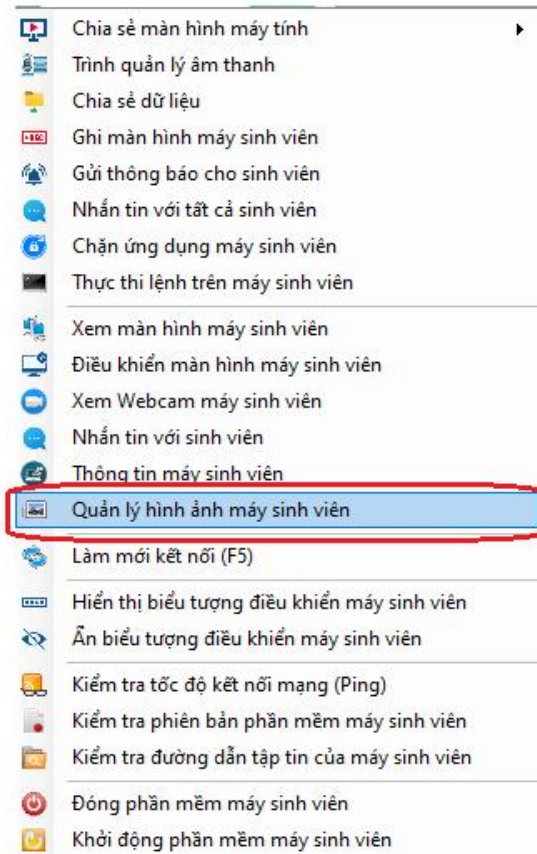 Chia sẻ màn hình máy tính
Trình quản lý âm thanh
Chia sẻ dữ liệu
REC
Ghi màn hình máy sinh viên
Gửi thông báo cho sinh viên
Nhắn tin với tất cả sinh viên
Chặn ứng dụng máy sinh viên
Thực thi lệnh trên máy sinh viên
Xem màn hình máy sinh viên
Điều khiển màn hình máy sinh viên
Xem Webcam máy sinh viên
Nhắn tin với sinh viên
Thông tin máy sinh viên
Quản lý hình ảnh máy sinh viên
Làm mới kết nối (F5)
Hiển thị biểu tượng điều khiển máy sinh viên
Ẩn biểu tượng điều khiển máy sinh viên
Kiểm tra tốc độ kết nối mạng (Ping)
Kiểm tra phiên bản phần mềm máy sinh viên
Kiểm tra đường dẫn tập tin của máy sinh viên
Đóng phần mềm máy sinh viên
Khởi động phần mềm máy sinh viên